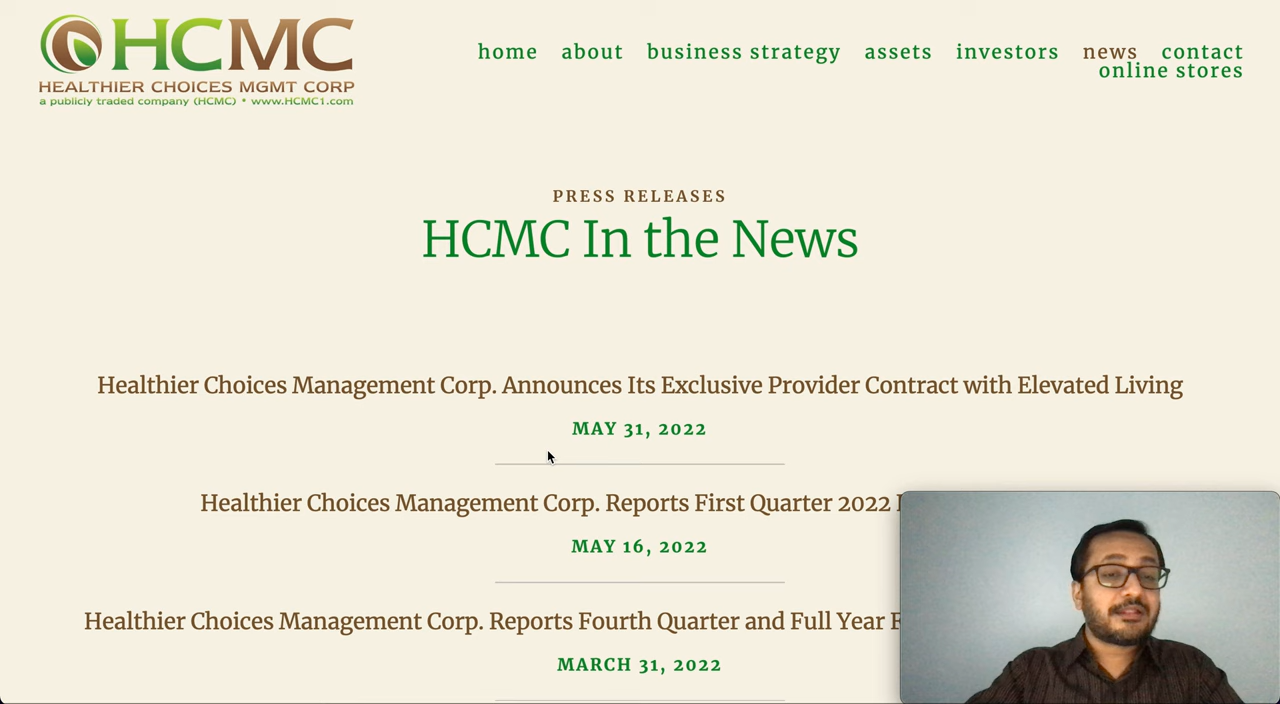 HCMC
HEALTHIER CHOICES MGMT CORP
a publicly traded company (HCMC) • www.HCMC1.com
home about business strategy assets investors news contact
online stores
PRESS RELEASES
HCMC In the News
Healthier Choices Management Corp. Announces Its Exclusive Provider Contract with Elevated Living
MAY 31, 2022
Healthier Choices Management Corp. Reports First Quarter 2022
MAY 16, 2022
Healthier Choices Management Corp. Reports Fourth Quarter and Full Year
MARCH 31, 2022